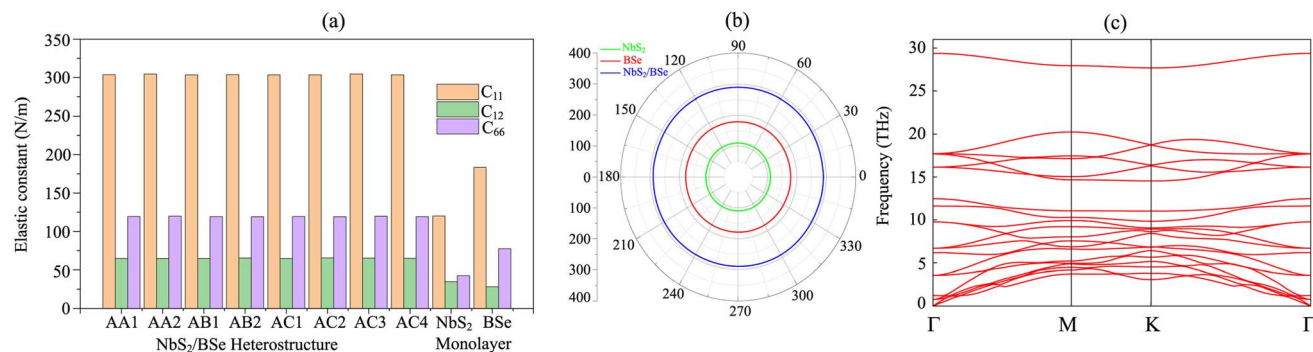 (a)
Elastic constant (N/m)
350
300
250
200
150
100
50
0
C₁₁
C₁₂
C₆₆
AA1 AA2 AB1 AB2 AC1 AC2 AC3 AC4 NbS₂ BSe
NbS₂/BSe Heterostructure Monolayer
(b)
NbS₂
BSe
NbS₂/BSe
400
300
200
100
0
100
200
300
400
90
120 60
150 30
180 0
210 330
240 300
270
(c)
Frequency (THz)
30
25
20
15
10
5
0
Γ M K Γ